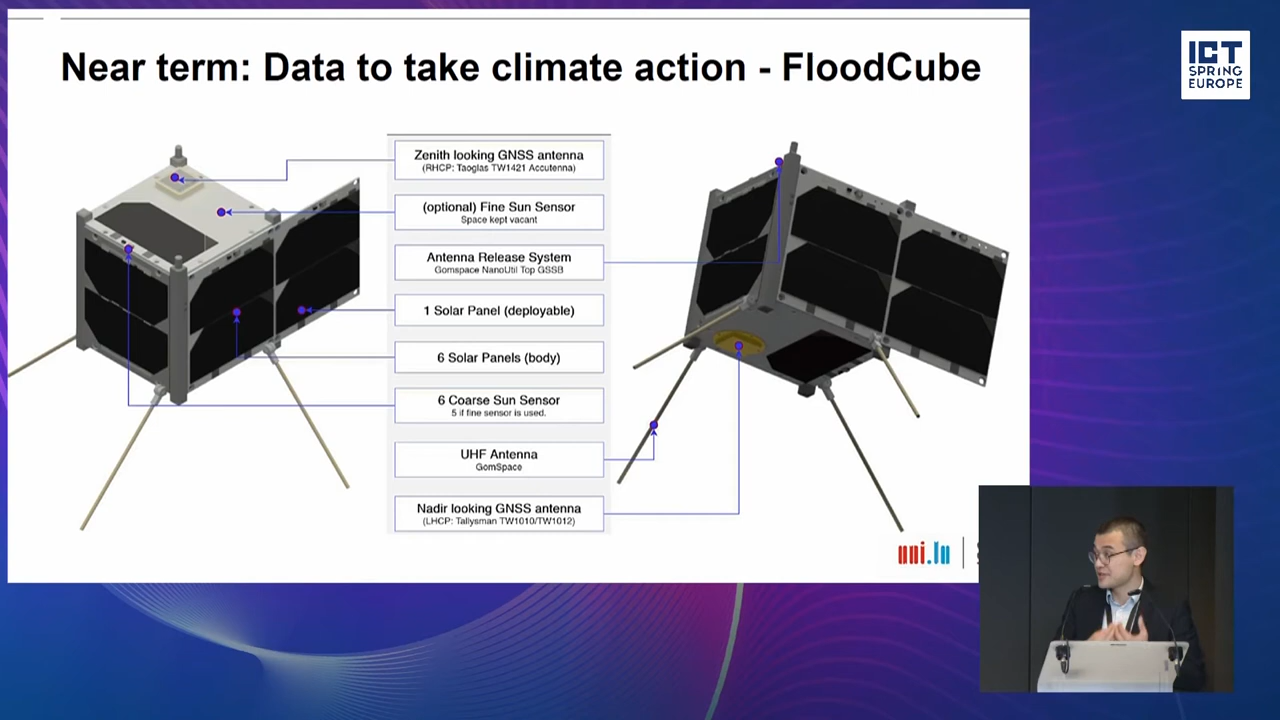 Near term: Data to take climate action - FloodCube
ICT
SPRING
EUROPE
Zenith looking GNSS antenna
(RHCP: Taoglas TW1421 Accutenna)
(optional) Fine Sun Sensor
Space kept vacant
Antenna Release System
Gomspace NanoUtil Top GSSB
1 Solar Panel (deployable)
6 Solar Panels (body)
6 Coarse Sun Sensor
5 if fine sensor is used.
UHF Antenna
GomSpace
Nadir looking GNSS antenna
(LHCP: Tallysman TW1010/TW1012)
uni.lu